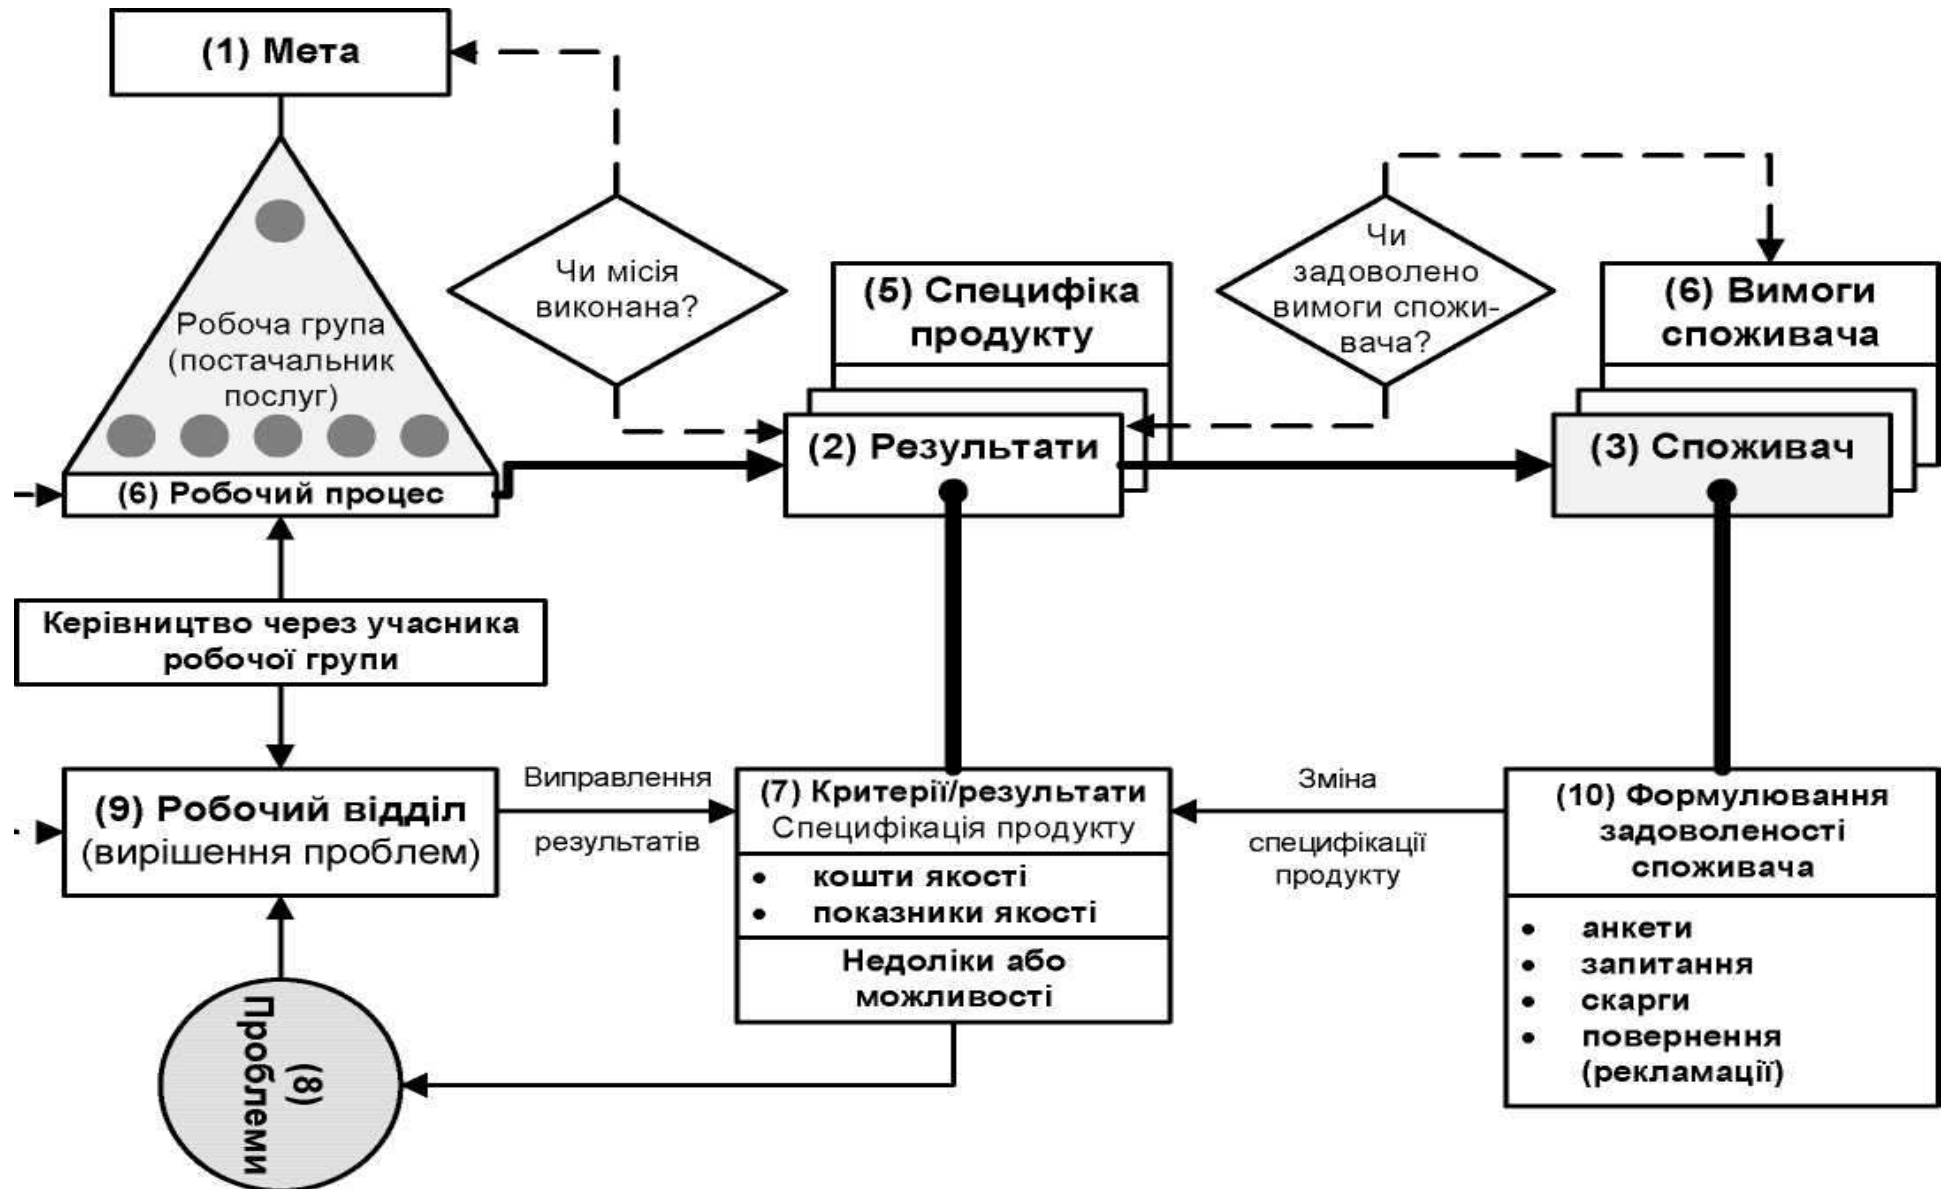 (1) Мета
Робоча група
(постачальник
послуг)
(6) Робочий процес
Чи місія
виконана?
(5) Специфіка
продукту
(2) Результати
Чи
задоволено
вимоги спожи-
вача?
(6) Вимоги
споживача
(3) Споживач
Керівництво через учасника
робочої групи
(9) Робочий відділ
(вирішення проблем)
Виправлення
результатів
(7) Критерії/результати
Специфікація продукту
• кошти якості
• показники якості
Недоліки або
можливості
Зміна
специфікації
продукту
(10) Формулювання
задоволеності
споживача
• анкети
• запитання
• скарги
• повернення
(рекламації)
(8)
Проблеми